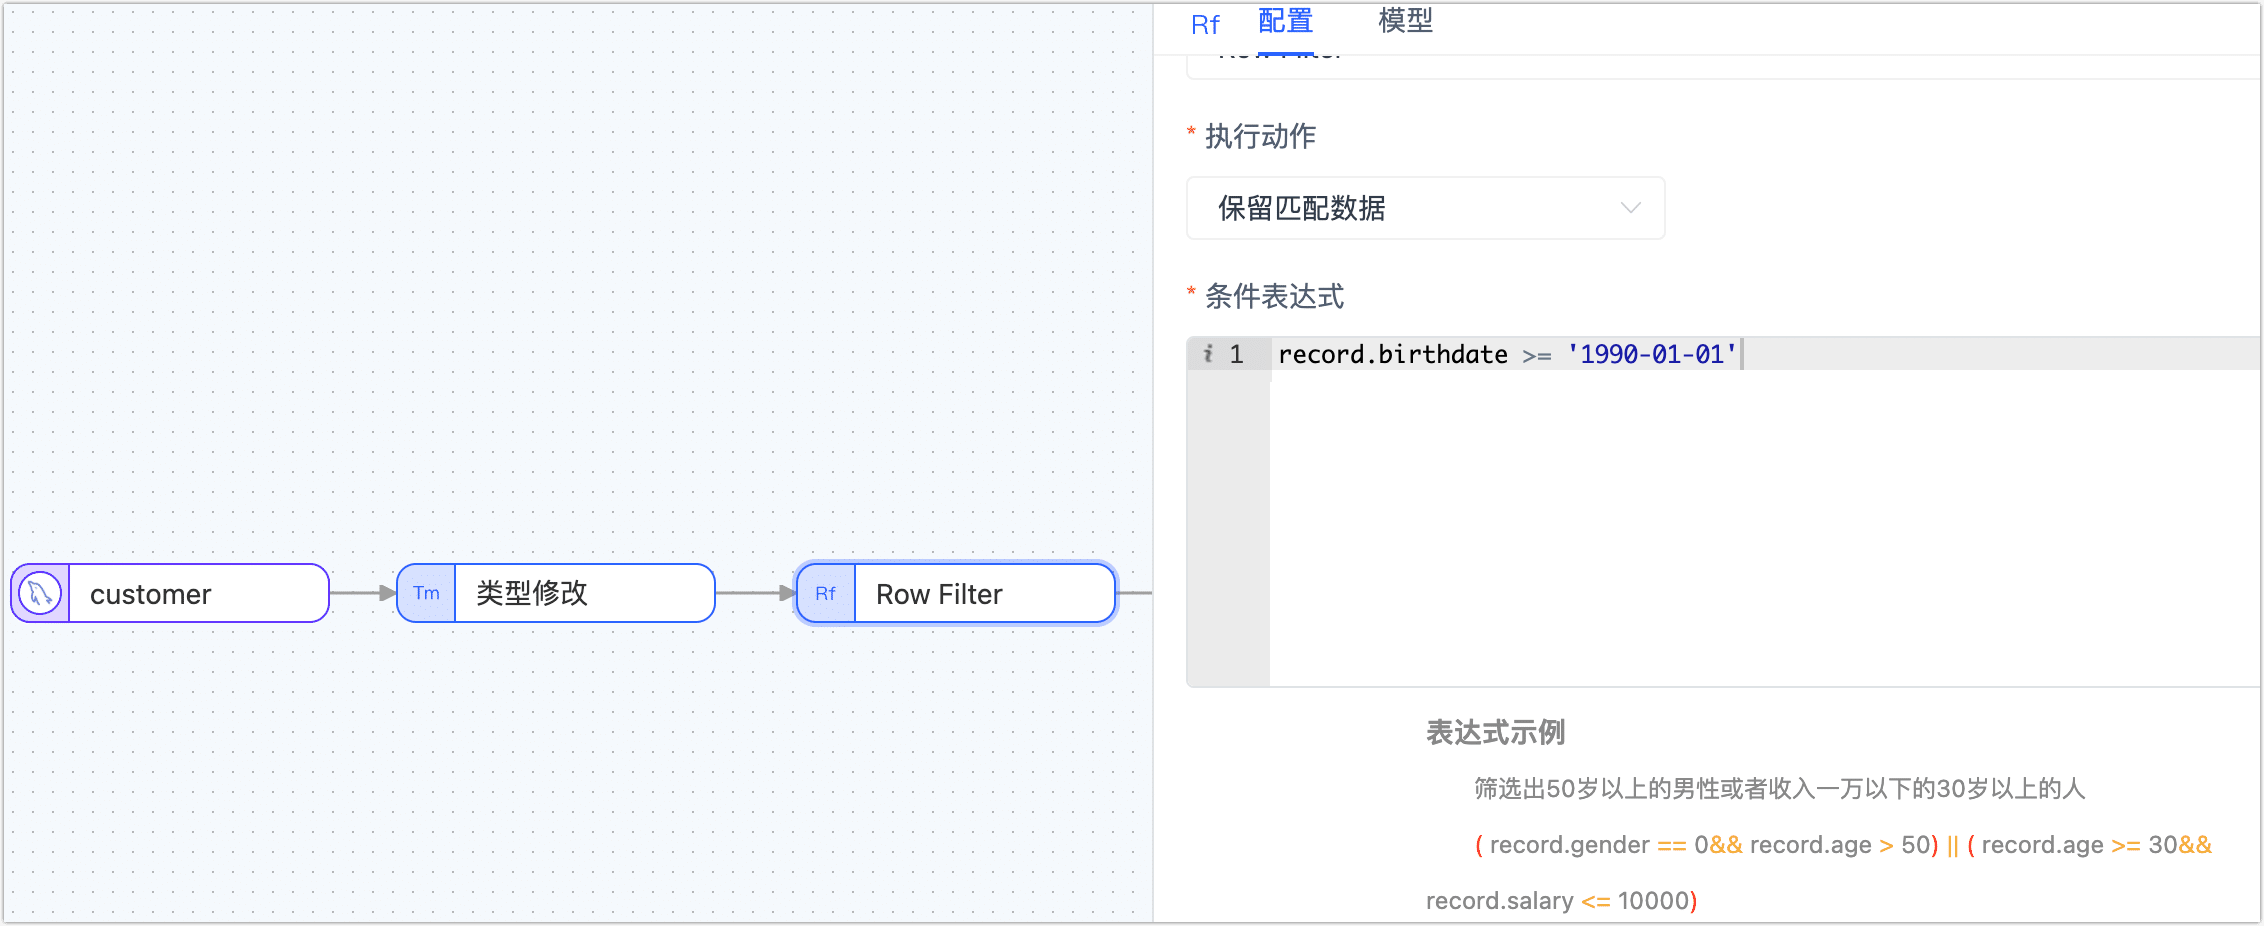 Rf 配置 模型
Row Filter
* 执行动作
保留匹配数据
* 条件表达式
i 1 record.birthdate >= '1990-01-01'
customer
Tm 类型修改
Rf Row Filter
表达式示例
筛选出50岁以上的男性或者收入一万以下的30岁以上的人
( record.gender == 0&& record.age > 50) || ( record.age >= 30&&
record.salary <= 10000)